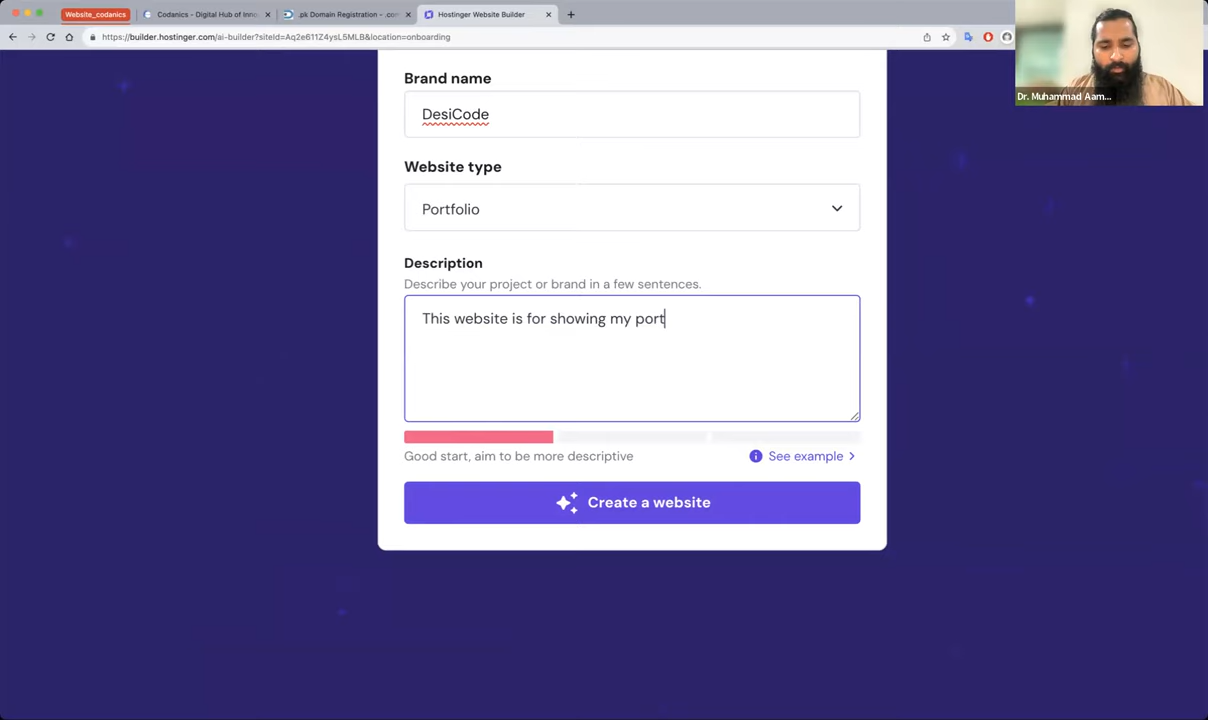 Website_codanics
Codanics - Digital Hub of Inno
.pk Domain Registration - .com
Hostinger Website Builder
https://builder.hostinger.com/ai-builder?siteId=Aq2e611Z4ysL5MLB&location=onboarding
Dr. Muhammad Aam...
Brand name
DesiCode
Website type
Portfolio
Description
Describe your project or brand in a few sentences.
This website is for showing my port
Good start, aim to be more descriptive
See example
Create a website